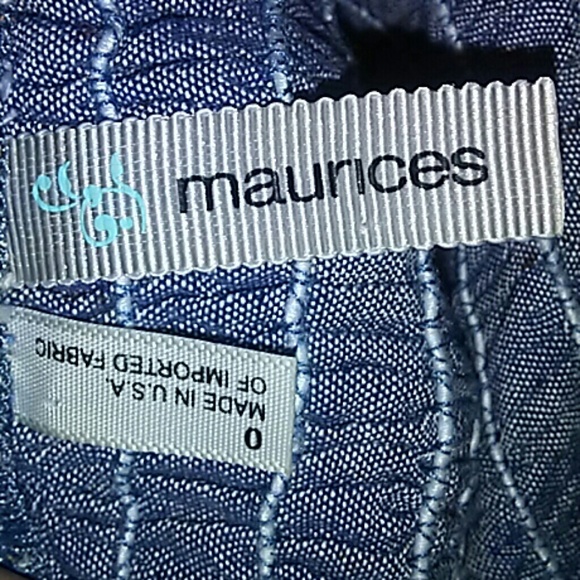 maurices
0
MADE IN U.S.A.
OF IMPORTED FABRIC